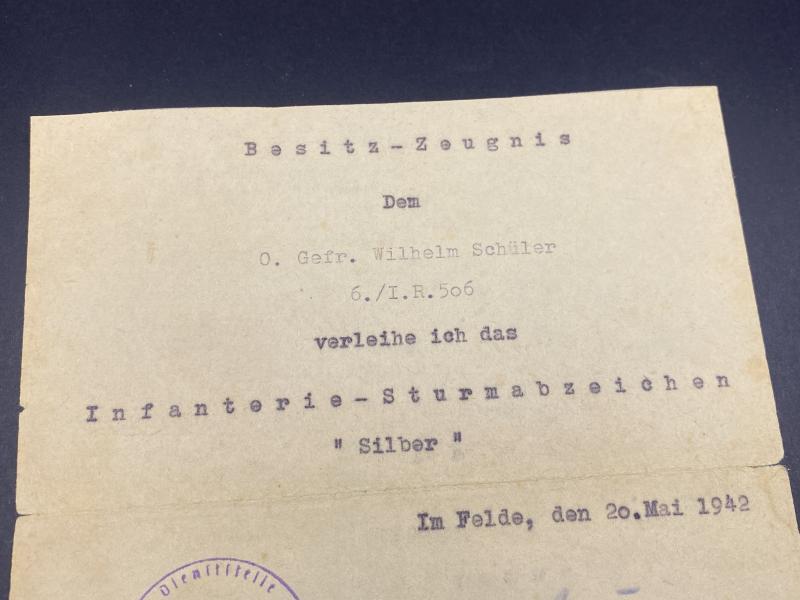 Besitz-Zeugnis
Dem
O. Gefr. Wilhelm Schüler
6./I.R.506
verleihe ich das
Infanterie-Sturmabzeichen
" Silber "
Im Felde, den 20.Mai 1942
Dienststelle